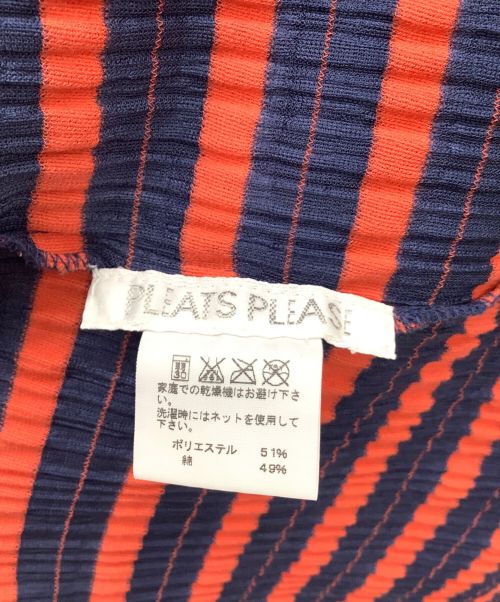 PLEATS PLEASE
30
家庭での乾燥機はお避け下さ
い。
洗濯時にはネットを使用して
下さい。
ポリエステル 51%
綿 49%